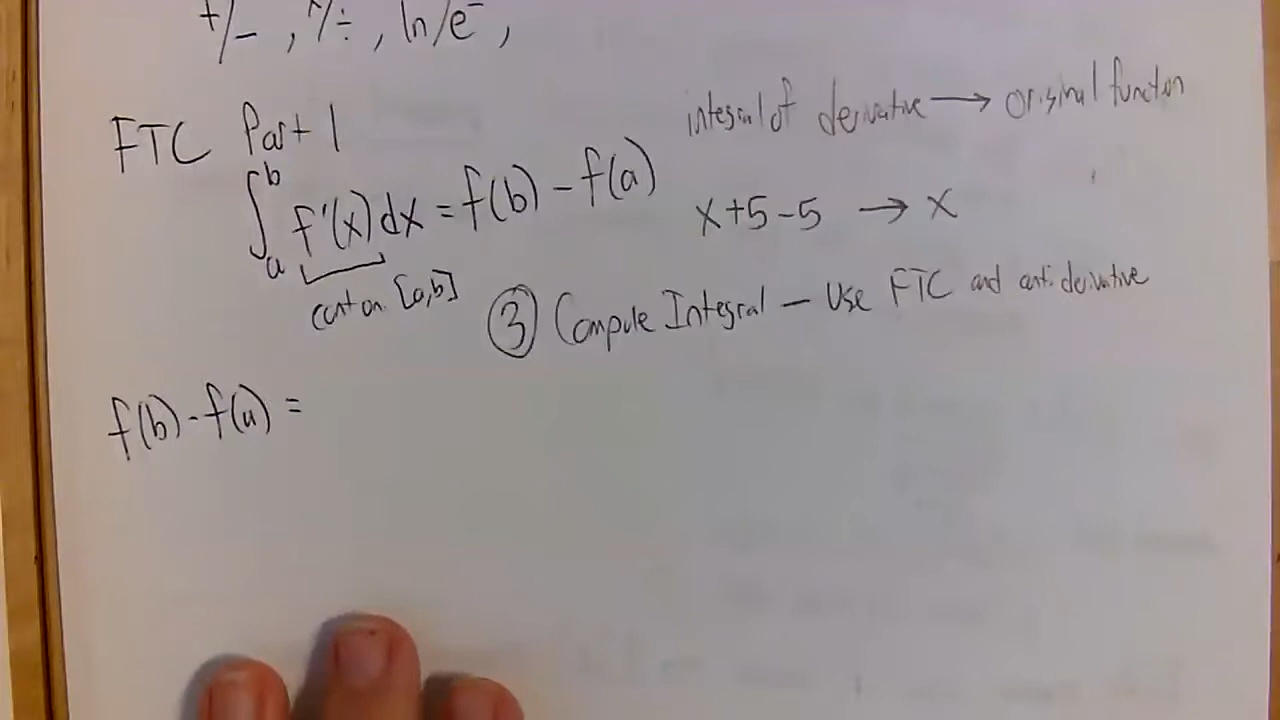 +/- , ×/÷ , ln/e⁻ ,
FTC Part 1
integral of derivative → original function
∫ₐᵇ f'(x)dx = f(b) - f(a)
x+5-5 → x
cont on [a,b]
③ Compute Integral - Use FTC and anti derivative
f(b) - f(a) =